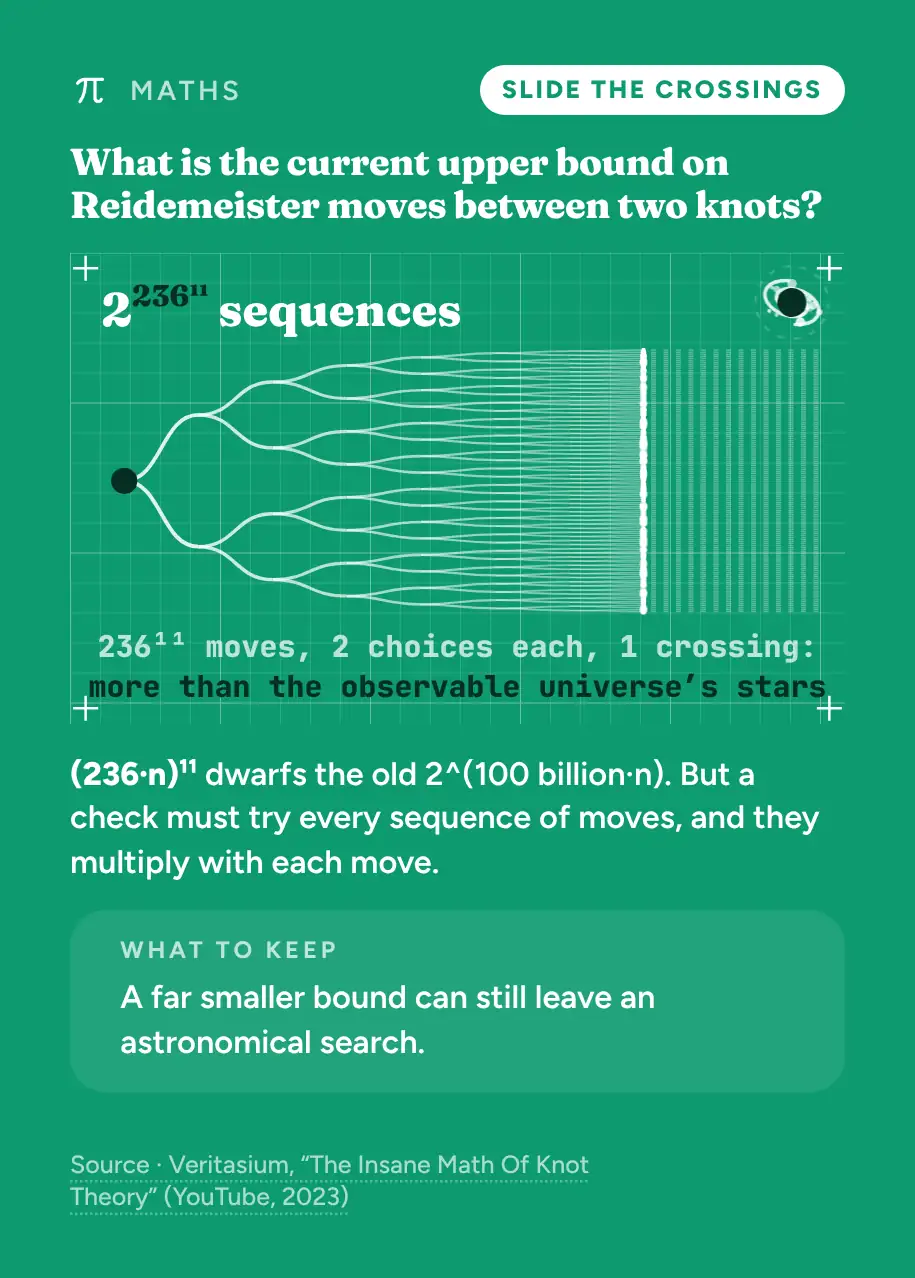 π MATHS
SLIDE THE CROSSINGS
What is the current upper bound on
Reidemeister moves between two knots?
2²³⁶¹¹ sequences
236¹¹ moves, 2 choices each, 1 crossing:
more than the observable universe’s stars
(236·n)¹¹ dwarfs the old 2^(100 billion·n). But a
check must try every sequence of moves, and they
multiply with each move.
WHAT TO KEEP
A far smaller bound can still leave an
astronomical search.
Source · Veritasium, “The Insane Math Of Knot
Theory” (YouTube, 2023)